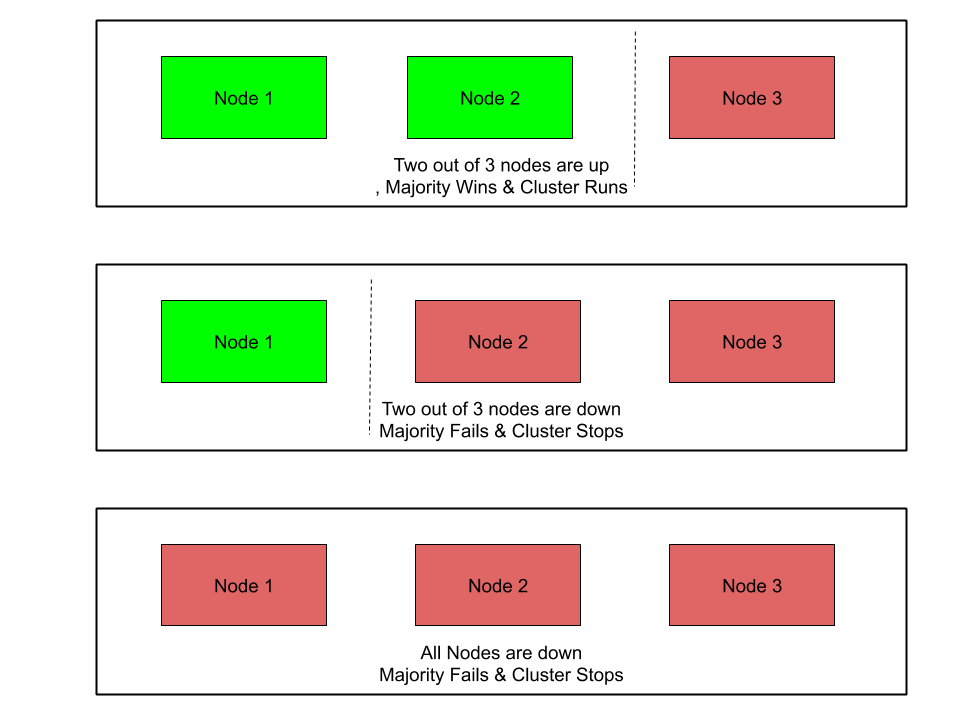 Node 1
Node 2
Node 3
Two out of 3 nodes are up
, Majority Wins & Cluster Runs
Node 1
Node 2
Node 3
Two out of 3 nodes are down
Majority Fails & Cluster Stops
Node 1
Node 2
Node 3
All Nodes are down
Majority Fails & Cluster Stops